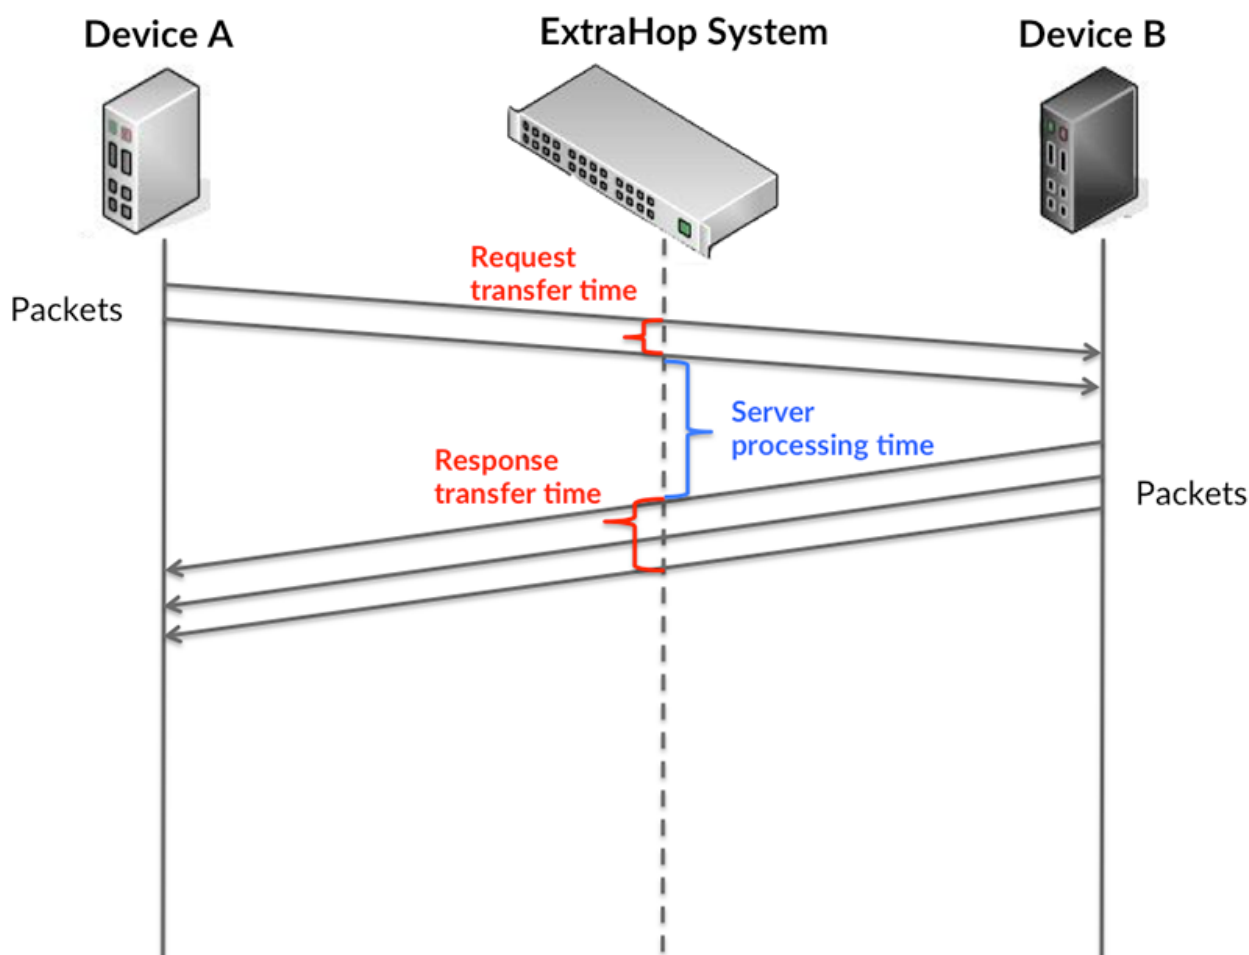 Device A
ExtraHop System
Device B
Request
transfer time
Packets
Server
processing time
Response
transfer time
Packets